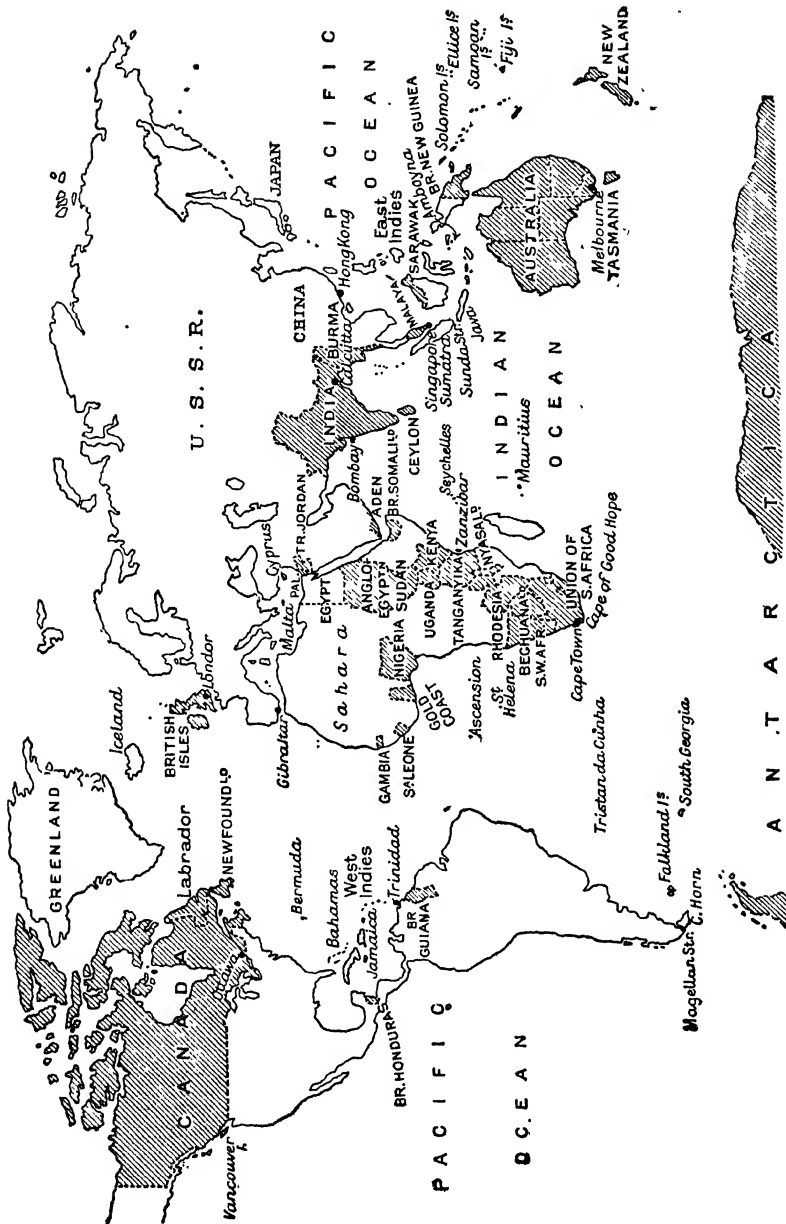 GREENLAND
Iceland
CANADA
Labrador
NEWFOUNDLD
Ottawa
Vancouver I.
BRITISH
ISLES
London
U.S.S.R.
Gibraltar
Malta
Cyprus
PAL.
TR.JORDAN
EGYPT
Sahara
ANGLO
EGYPTN
SUDAN
ADEN
BR.SOMALILD
GAMBIA
S.LEONE
GOLD
COAST
NIGERIA
UGANDA
KENYA
TANGANYIKA
Zanzibar
NYASALD
RHODESIA
BECHUANALD
S.W.AFR.
UNION OF
S.AFRICA
Cape Town
Cape of Good Hope
Ascension
St
Helena
Tristan da Cunha
Seychelles
Mauritius
INDIAN
OCEAN
INDIA
Bombay
Calcutta
CEYLON
BURMA
CHINA
JAPAN
Hong Kong
PACIFIC
OCEAN
East
Indies
MALAYA
SARAWAK
Amboyna
BR.NEW GUINEA
Singapore
Sumatra
Sunda Str.
Java
Solomon Is
Ellice Is
Samoan
Is
Fiji Is
AUSTRALIA
Melbourne
TASMANIA
NEW
ZEALAND
Bermuda
Bahamas
West
Indies
Jamaica
Trinidad
BR.HONDURAS
BR
GUIANA
PACIFIC
OCEAN
Falkland Is
South Georgia
Magellan Str.
C.Horn
ANTARCTICA